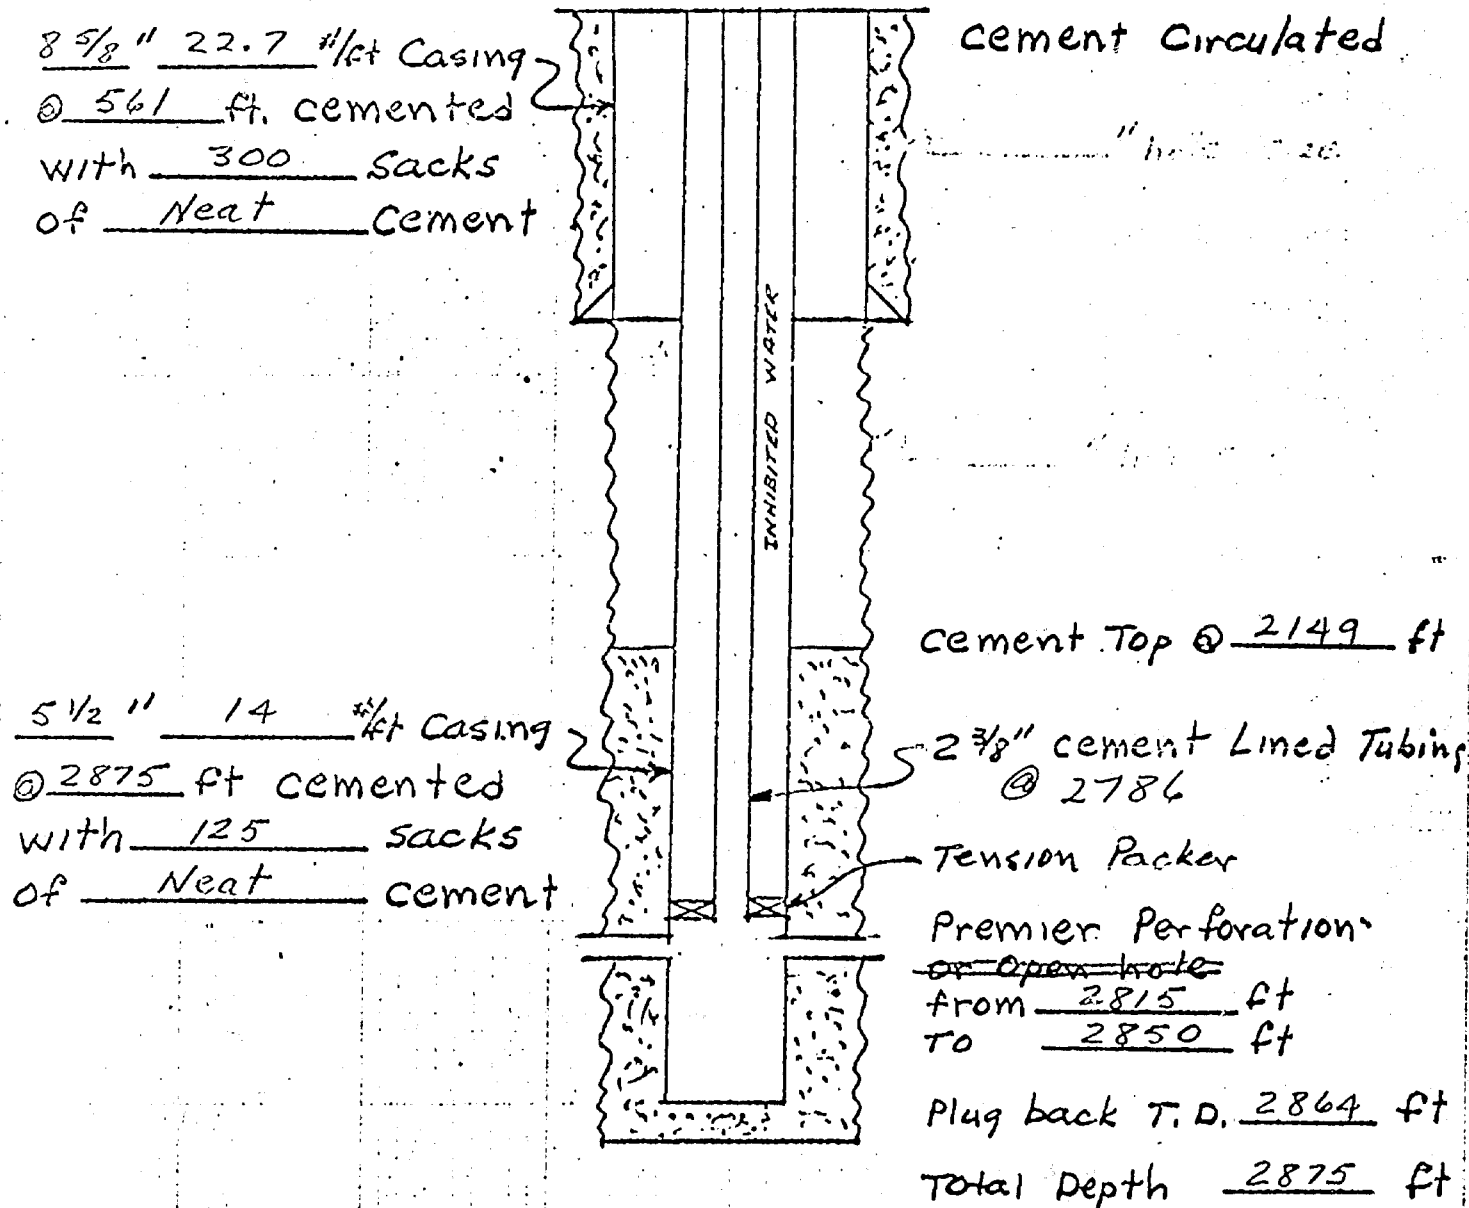 8 5/8 " 22.7 #/ft Casing
@ 561 ft. cemented
with 300 sacks
of Neat Cement
Cement Circulated
" hole
INHIBITED WATER
Cement Top @ 2149 ft
5 1/2 " 14 #/ft Casing
@ 2875 ft cemented
with 125 sacks
of Neat cement
2 3/8" cement Lined Tubing
@ 2786
Tension Packer
Premier Perforation
or Open hole
from 2815 ft
TO 2850 ft
Plug back T.D. 2864 ft
Total Depth 2875 ft